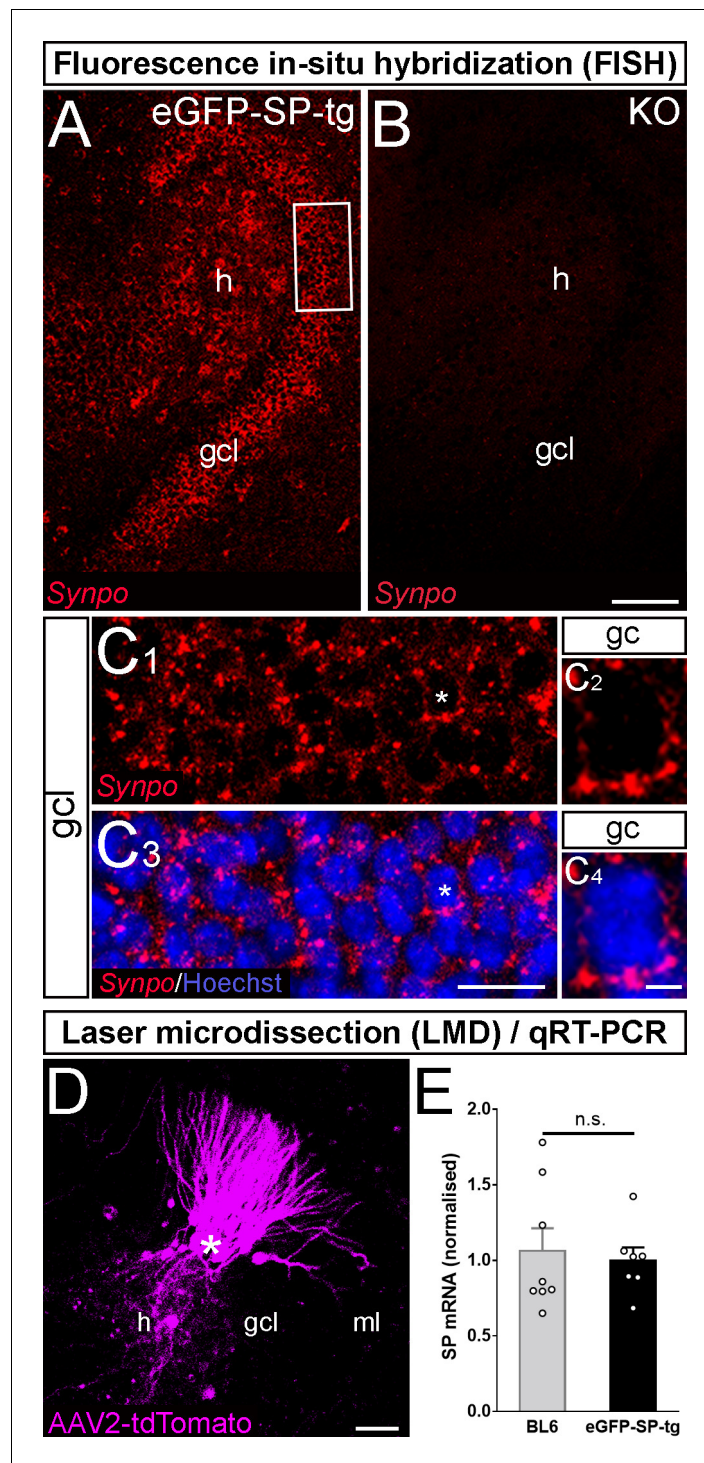 Fluorescence in-situ hybridization (FISH)
A eGFP-SP-tg
h
gcl
Synpo
B KO
h
gcl
Synpo
gcl
C1
*
Synpo
gc
C2
C3
*
Synpo/Hoechst
gc
C4
Laser microdissection (LMD) / qRT-PCR
D
*
h gcl ml
AAV2-tdTomato
E
n.s.
SP mRNA (normalised)
2.0
1.5
1.0
0.5
0.0
BL6 eGFP-SP-tg